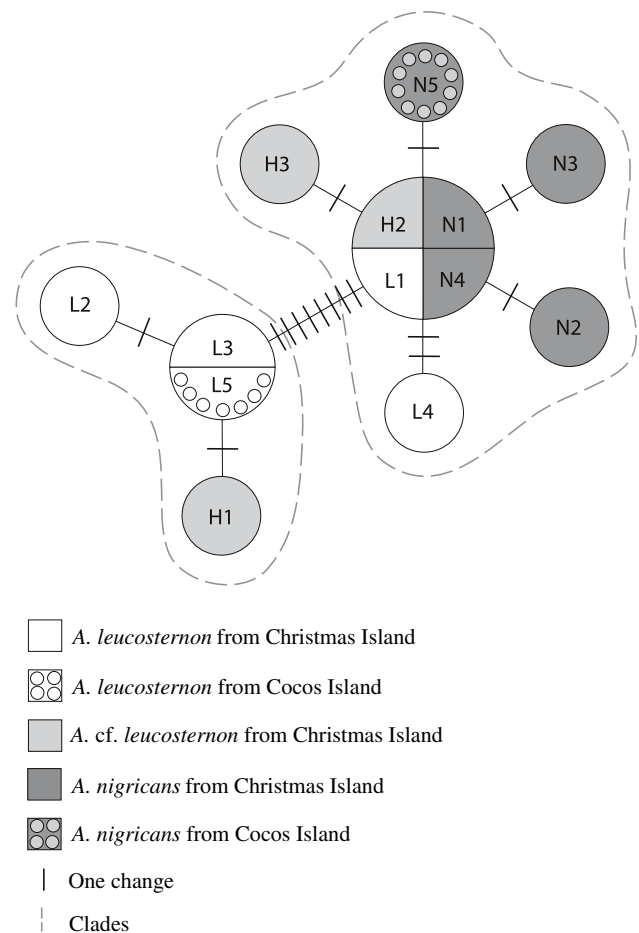 N5
H3
N3
H2 N1
L1 N4
L2
N2
L3
L5
L4
H1
A. leucosternon from Christmas Island
A. leucosternon from Cocos Island
A. cf. leucosternon from Christmas Island
A. nigricans from Christmas Island
A. nigricans from Cocos Island
One change
Clades